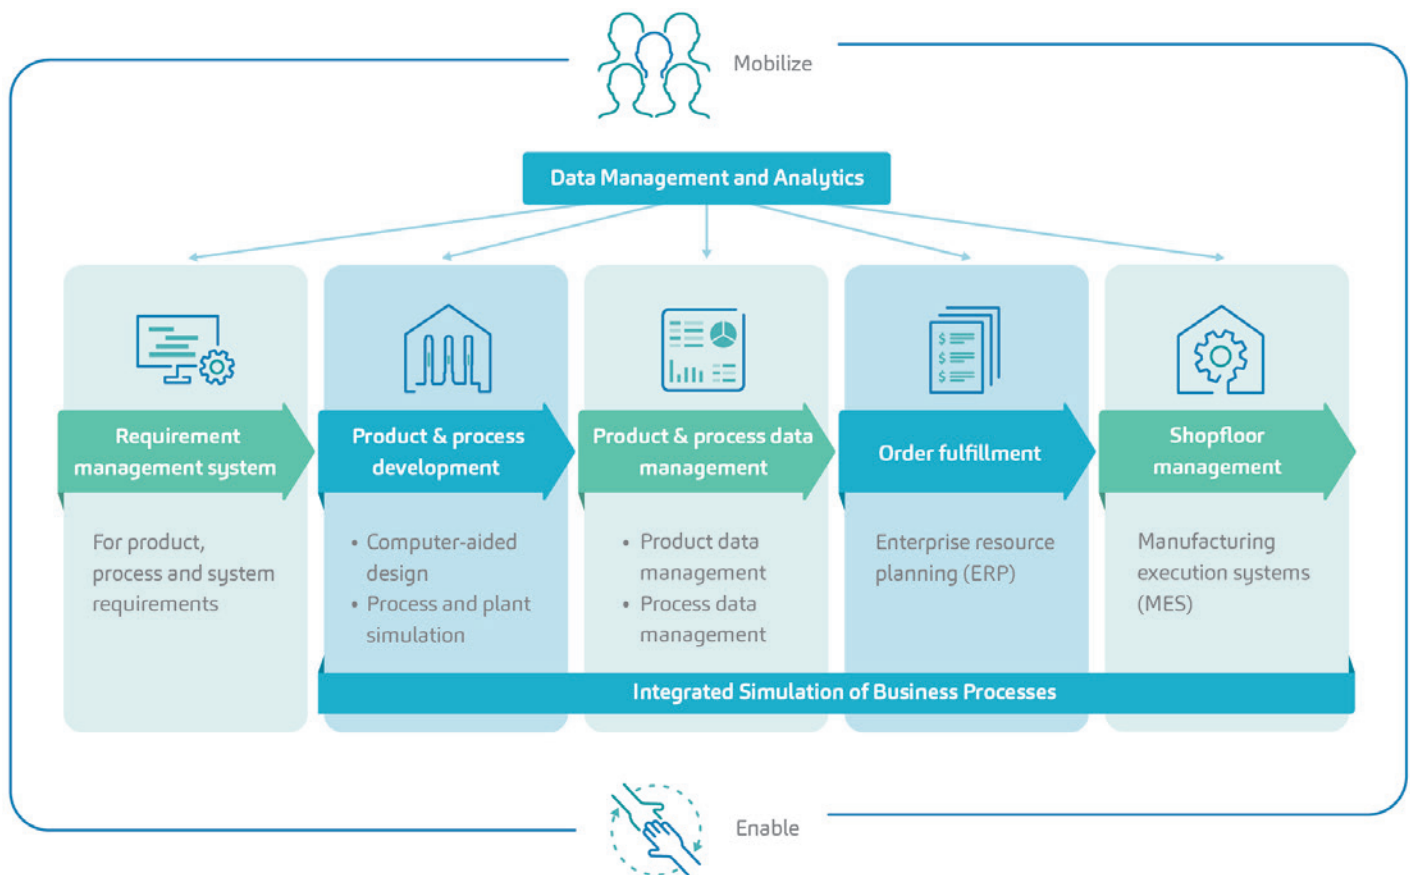 Mobilize
Data Management and Analytics
Requirement
management system
For product,
process and system
requirements
Product & process
development
• Computer-aided
design
• Process and plant
simulation
Product & process data
management
• Product data
management
• Process data
management
$
$
$
Order fulfillment
Enterprise resource
planning (ERP)
Shopfloor
management
Manufacturing
execution systems
(MES)
Integrated Simulation of Business Processes
Enable